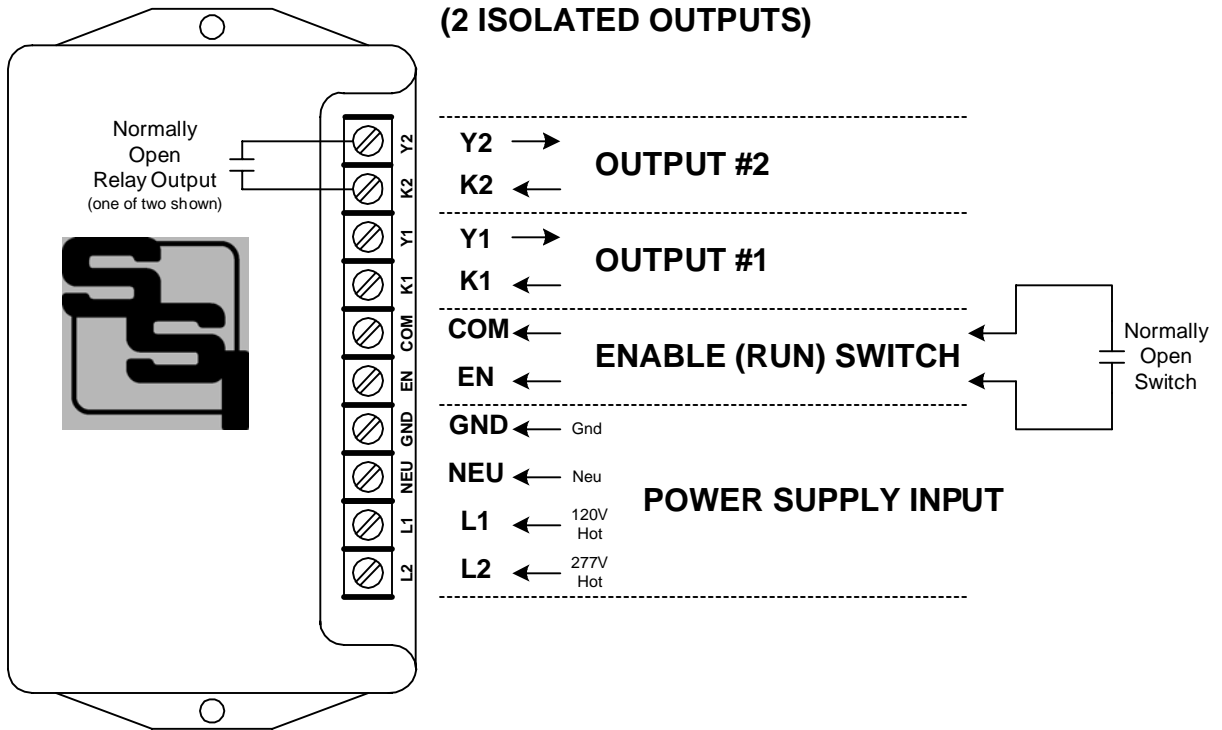 (2 ISOLATED OUTPUTS)
Normally
Open
Relay Output
(one of two shown)
SSI
Y2
K2
Y1
K1
COM
EN
GND
NEU
L1
L2
Y2
K2
OUTPUT #2
Y1
K1
OUTPUT #1
COM
EN
ENABLE (RUN) SWITCH
Normally
Open
Switch
GND
Gnd
NEU
Neu
L1
120V
Hot
L2
277V
Hot
POWER SUPPLY INPUT